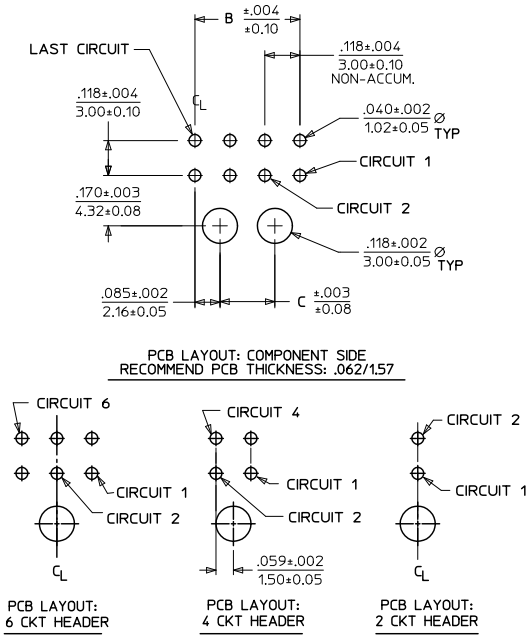 B ±.004
±0.10
LAST CIRCUIT
.118±.004
3.00±0.10
NON-ACCUM.
.118±.004
3.00±0.10
CL
.040±.002
1.02±0.05 Ø TYP
CIRCUIT 1
.170±.003
4.32±0.08
CIRCUIT 2
.118±.002
3.00±0.05 Ø TYP
.085±.002
2.16±0.05
C ±.003
±0.08
PCB LAYOUT: COMPONENT SIDE
RECOMMEND PCB THICKNESS: .062/1.57
CIRCUIT 6
CIRCUIT 1
CIRCUIT 2
CL
PCB LAYOUT:
6 CKT HEADER
CIRCUIT 4
CIRCUIT 1
CIRCUIT 2
.059±.002
1.50±0.05
PCB LAYOUT:
4 CKT HEADER
CIRCUIT 2
CIRCUIT 1
CL
PCB LAYOUT:
2 CKT HEADER